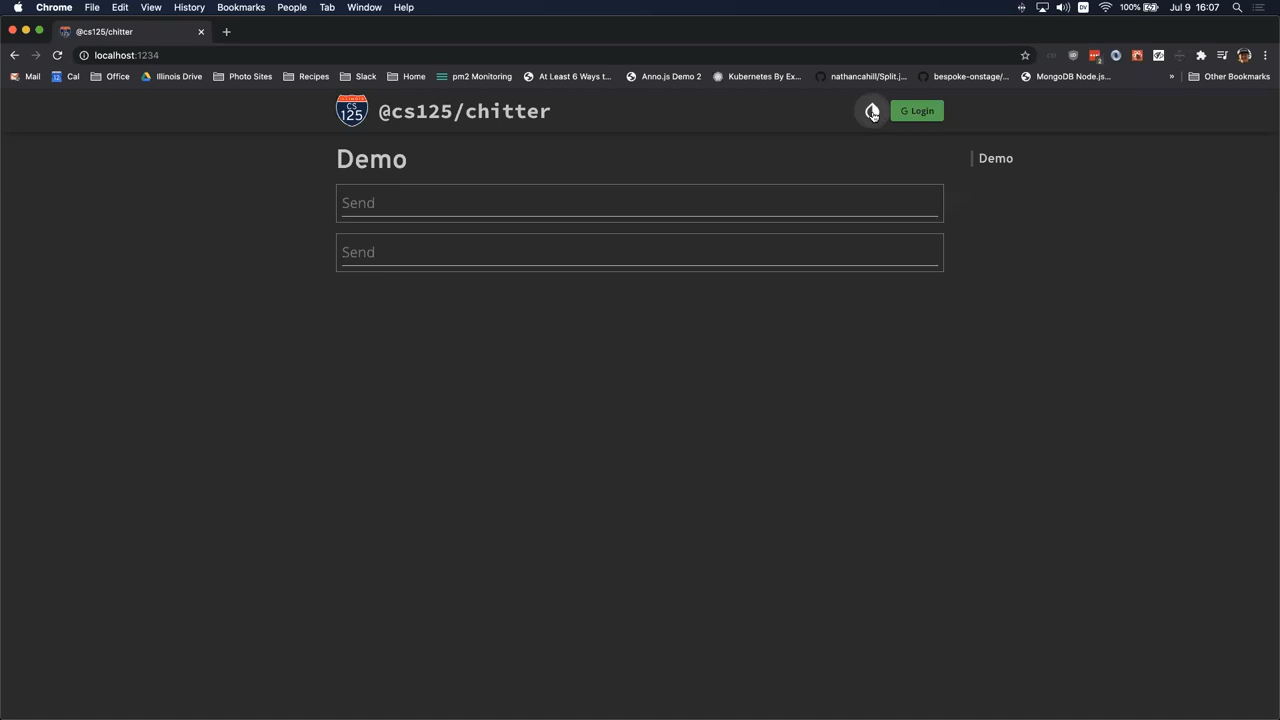 Chrome File Edit View History Bookmarks People Tab Window Help 100% Jul 9 16:07
@cs125/chitter
localhost:1234
Mail Cal Office Illinois Drive Photo Sites Recipes Slack Home pm2 Monitoring At Least 6 Ways t... Anno.js Demo 2 Kubernetes By Ex... nathancahill/Split.j... bespoke-onstage/... MongoDB Node.js... » Other Bookmarks
CS 125 @cs125/chitter G Login
Demo Demo
Send
Send